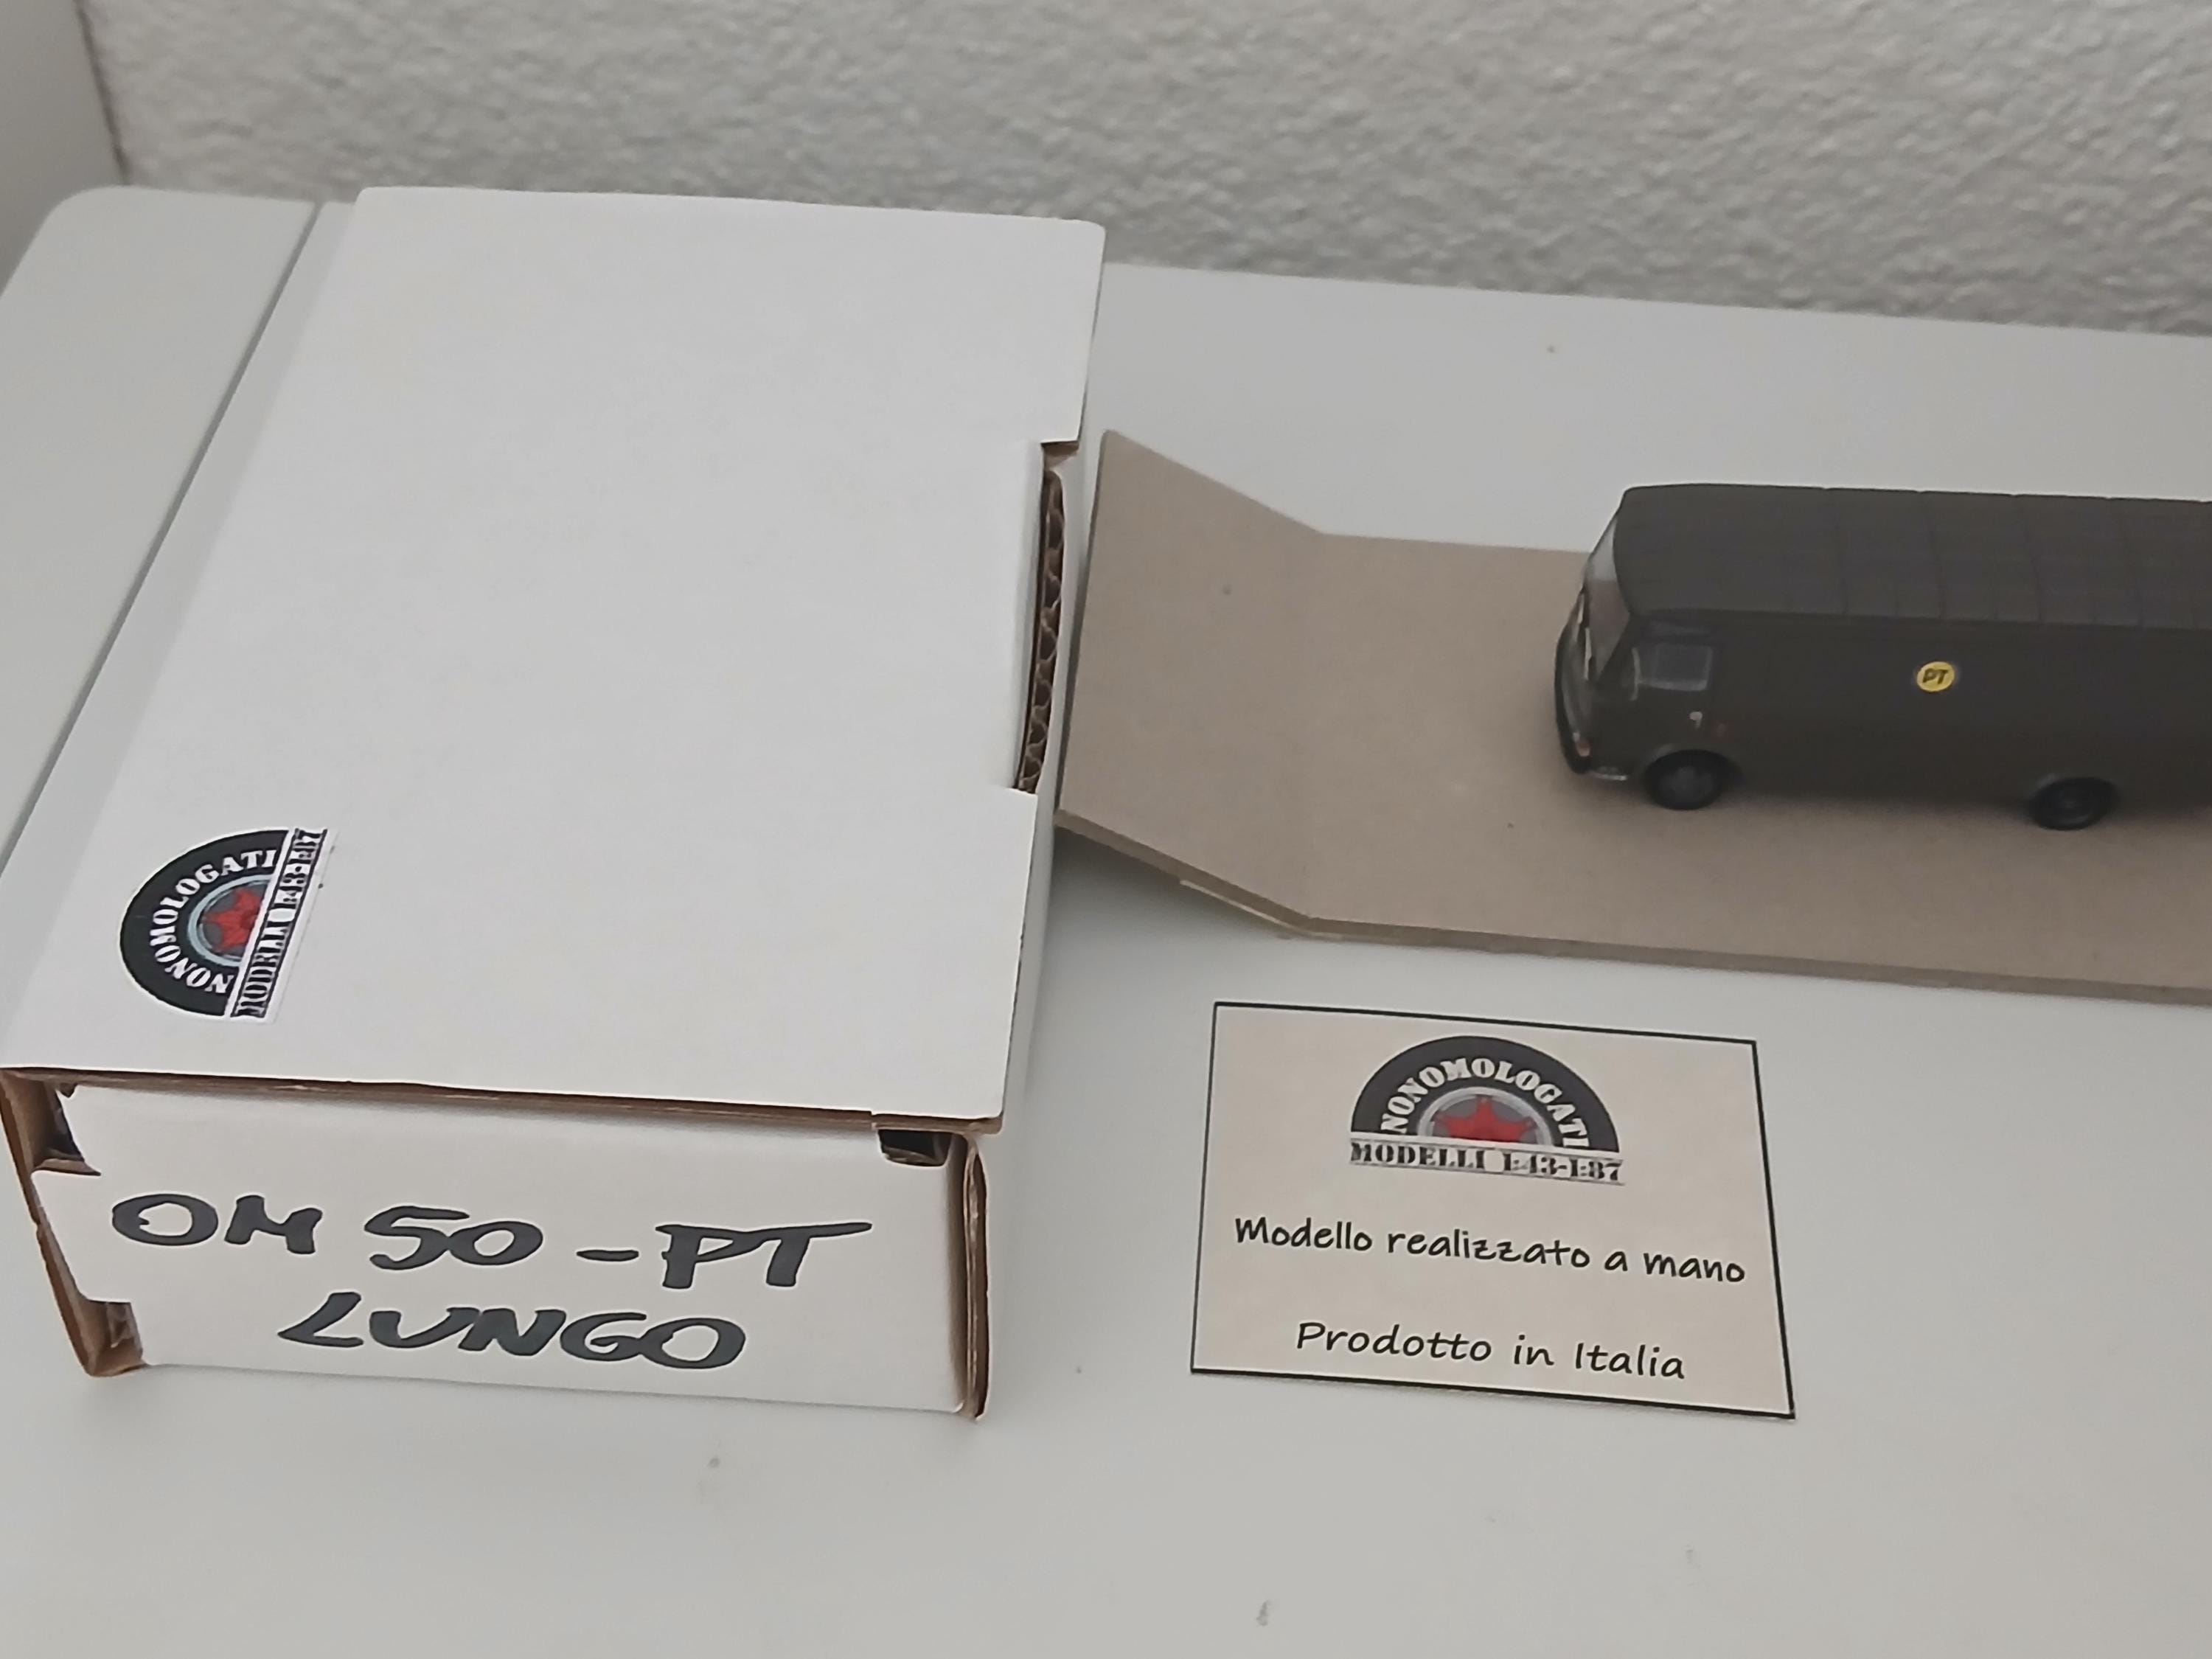 NONOMOLOGATI
MODELLI 1:43-1:87
OM 50 - PT
LUNGO
PT
NONOMOLOGATI
MODELLI 1:43-1:87
Modello realizzato a mano
Prodotto in Italia